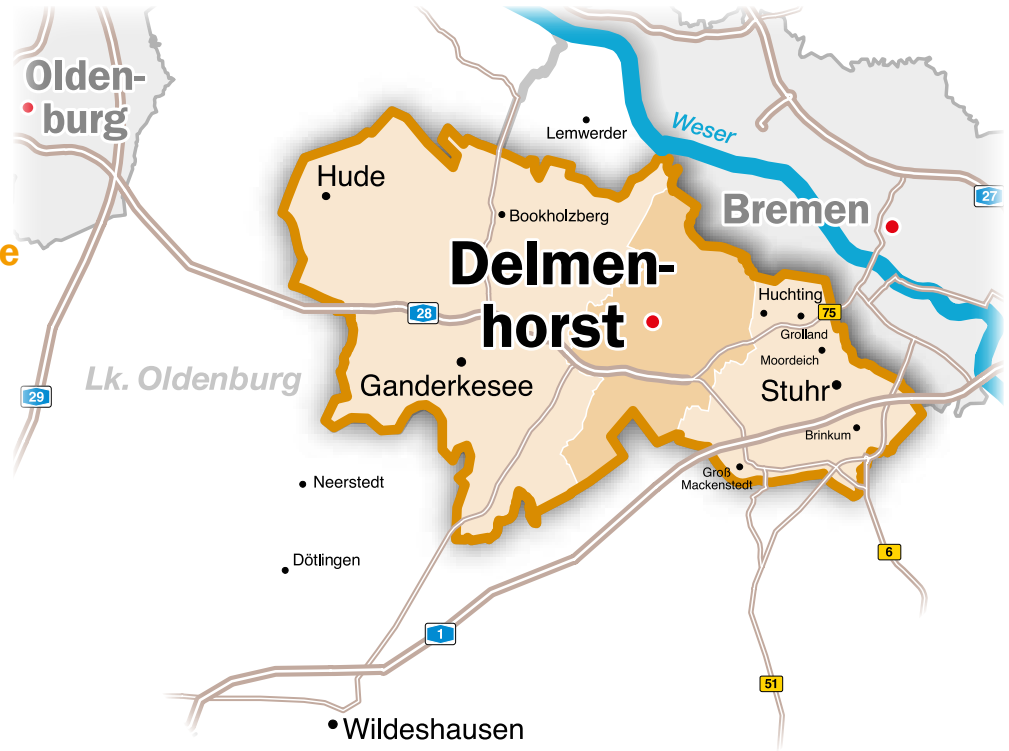 Olden-
burg
Lemwerder
Weser
Hude
27
Bremen
Bookholzberg
e
Delmen-
horst
Huchting
75
28
Grolland
Moordeich
Lk. Oldenburg
Ganderkesee
Stuhr
29
Brinkum
Groß
Mackenstedt
Neerstedt
6
Dötlingen
1
51
Wildeshausen